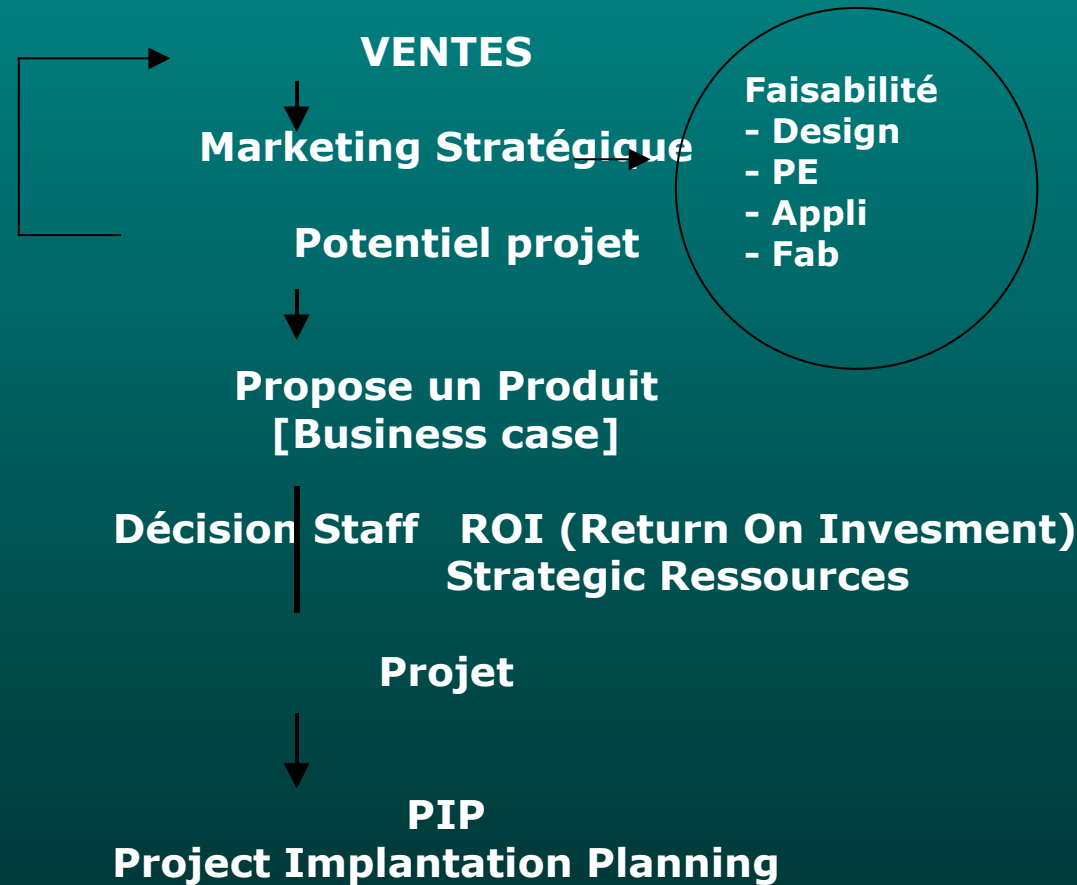 VENTES
Marketing Stratégique
Faisabilité
- Design
- PE
- Appli
- Fab
Potentiel projet
Propose un Produit
[Business case]
Décision Staff ROI (Return On Invesment)
Strategic Ressources
Projet
PIP
Project Implantation Planning